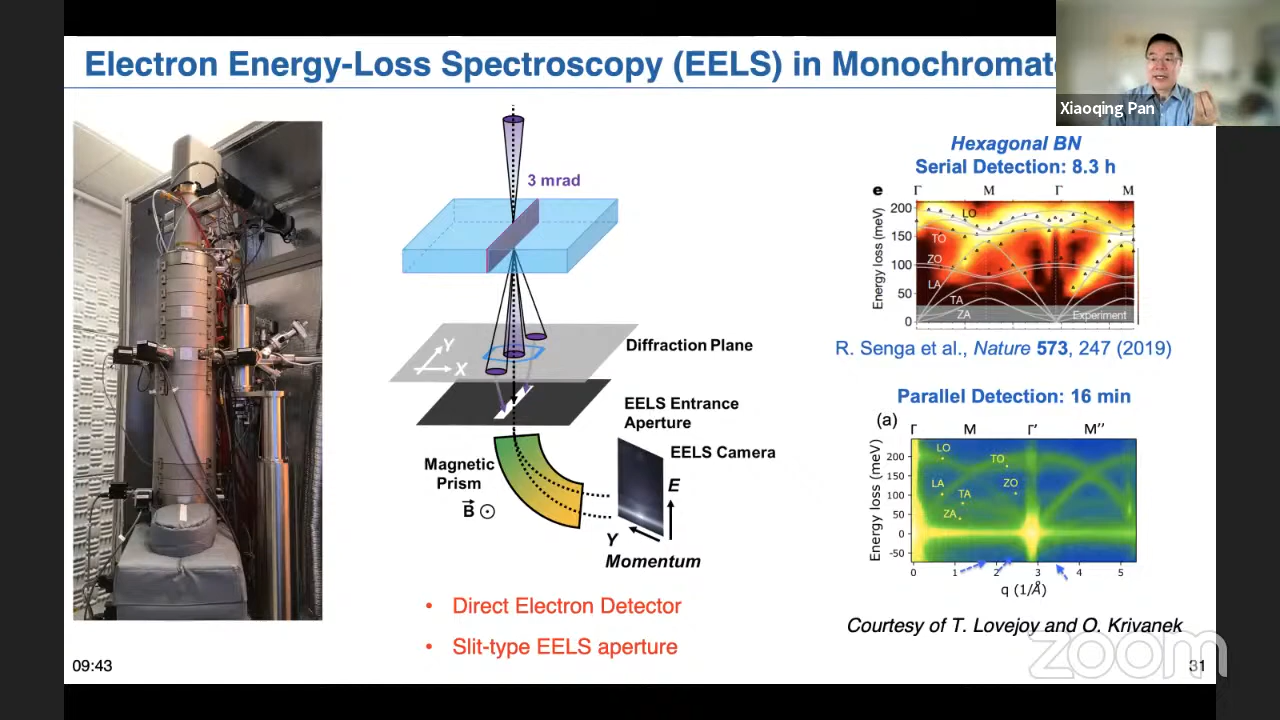 Electron Energy-Loss Spectroscopy (EELS) in Monochromat
Xiaoqing Pan
3 mrad
Y
X
Diffraction Plane
EELS Entrance
Aperture
EELS Camera
Magnetic
Prism
B
E
Y
Momentum
• Direct Electron Detector
• Slit-type EELS aperture
Hexagonal BN
Serial Detection: 8.3 h
e Γ M Γ M
Energy loss (meV)
200
150
100
50
0
LO
TO
ZO
LA
TA
ZA
Experiment
R. Senga et al., Nature 573, 247 (2019)
Parallel Detection: 16 min
(a)
Γ M Γ' M''
Energy loss (meV)
200
150
100
50
0
-50
LO
TO
LA
ZO
TA
ZA
0 1 2 3 4 5
q (1/Å)
Courtesy of T. Lovejoy and O. Krivanek
zoom
09:43
31